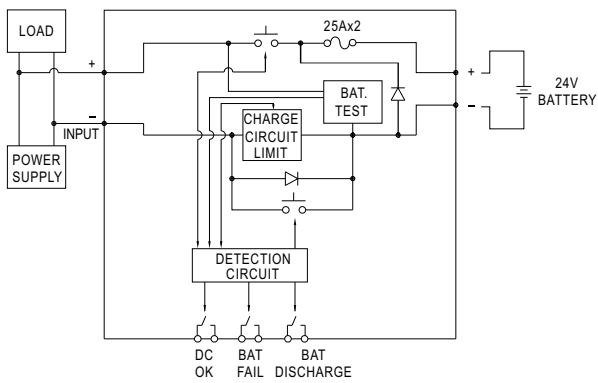 LOAD
25Ax2
+
+
+
24V
BATTERY
BAT.
TEST
−
−
−
INPUT
CHARGE
CIRCUIT
LIMIT
POWER
SUPPLY
DETECTION
CIRCUIT
DC
OK
BAT
FAIL
BAT
DISCHARGE